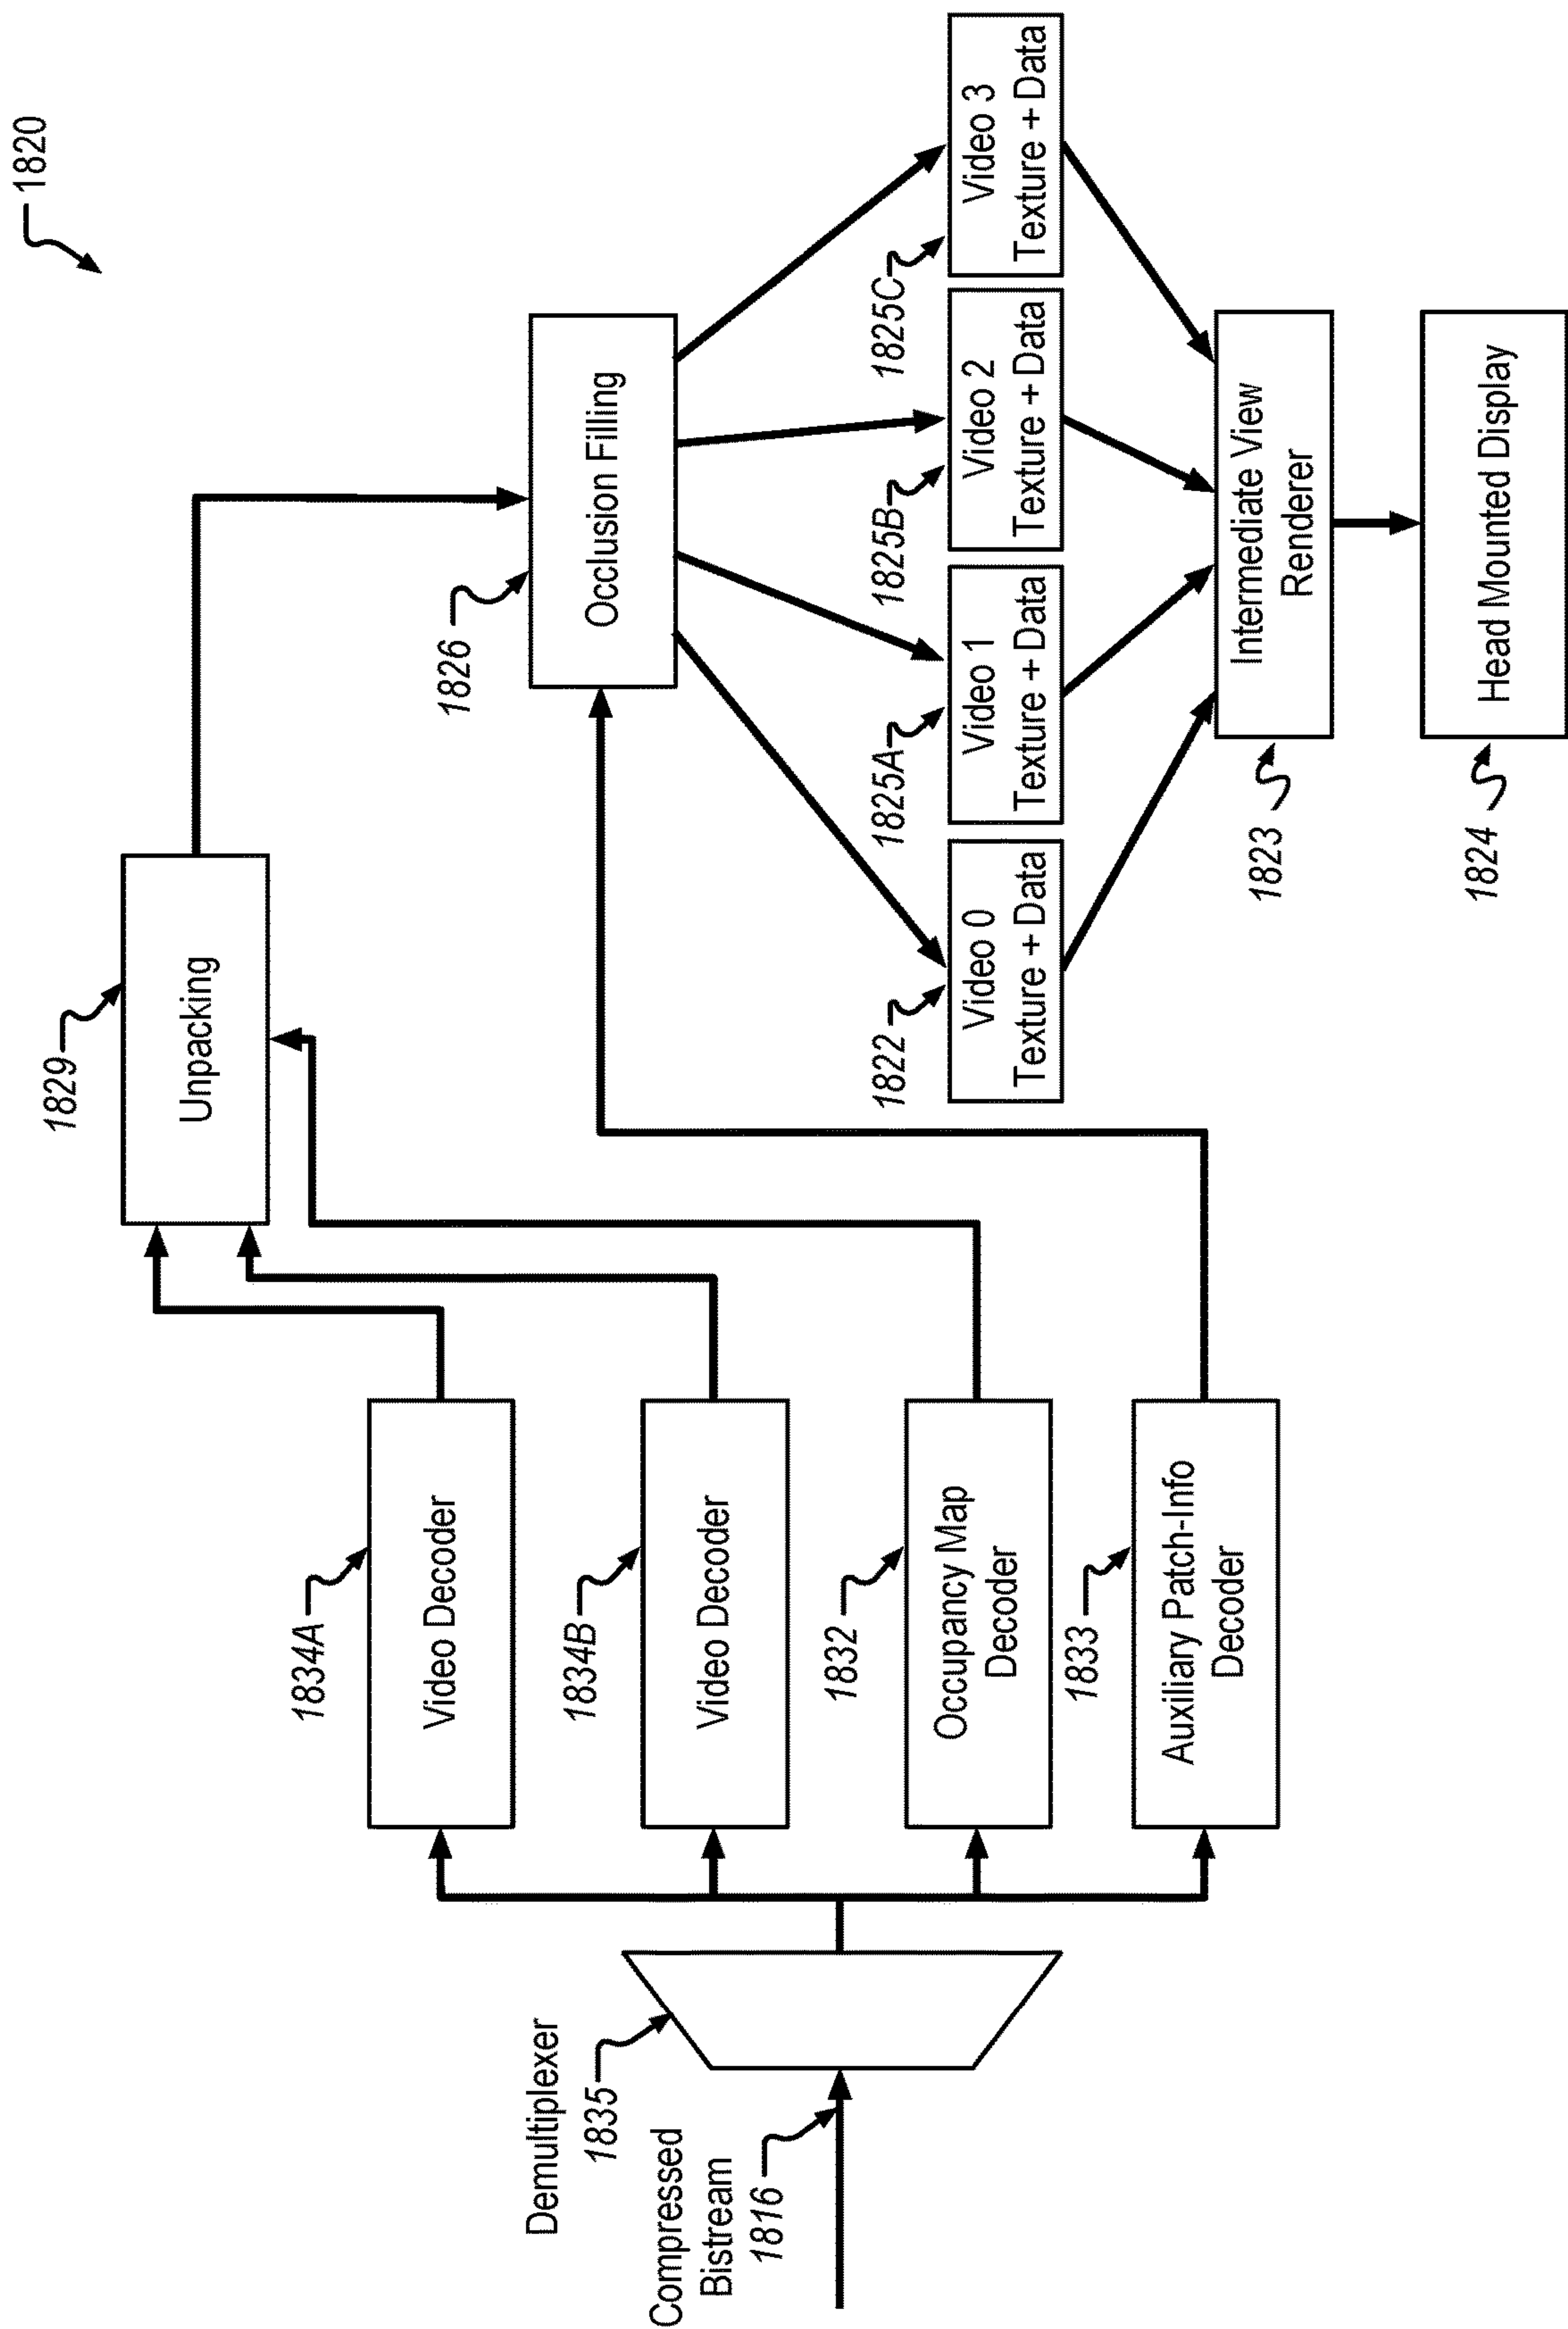 1820
Demultiplexer
1835
Compressed
Bistream
1816
1834A
Video Decoder
1834B
Video Decoder
1832
Occupancy Map
Decoder
1833
Auxiliary Patch-Info
Decoder
1829
Unpacking
1826
Occlusion Filling
1822
Video 0
Texture + Data
1825A
Video 1
Texture + Data
1825B
Video 2
Texture + Data
1825C
Video 3
Texture + Data
1823
Intermediate View
Renderer
1824
Head Mounted Display